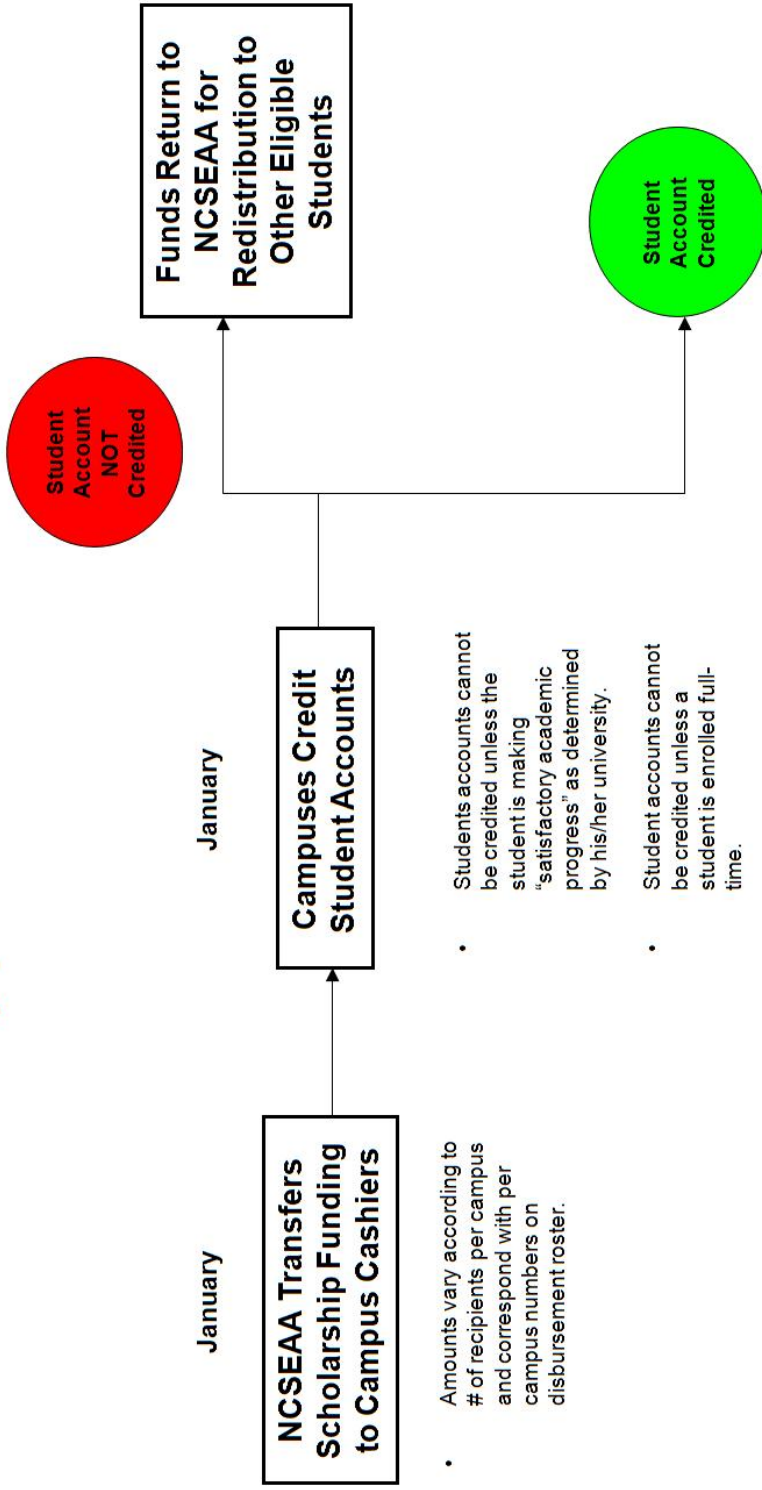 January
NCSEAA Transfers
Scholarship Funding
to Campus Cashiers
• Amounts vary according to
# of recipients per campus
and correspond with per
campus numbers on
disbursement roster.
January
Campuses Credit
Student Accounts
• Students accounts cannot
be credited unless the
student is making
“satisfactory academic
progress” as determined
by his/her university.
• Student accounts cannot
be credited unless a
student is enrolled full-
time.
Student
Account
NOT
Credited
Funds Return to
NCSEAA for
Redistribution to
Other Eligible
Students
Student
Account
Credited